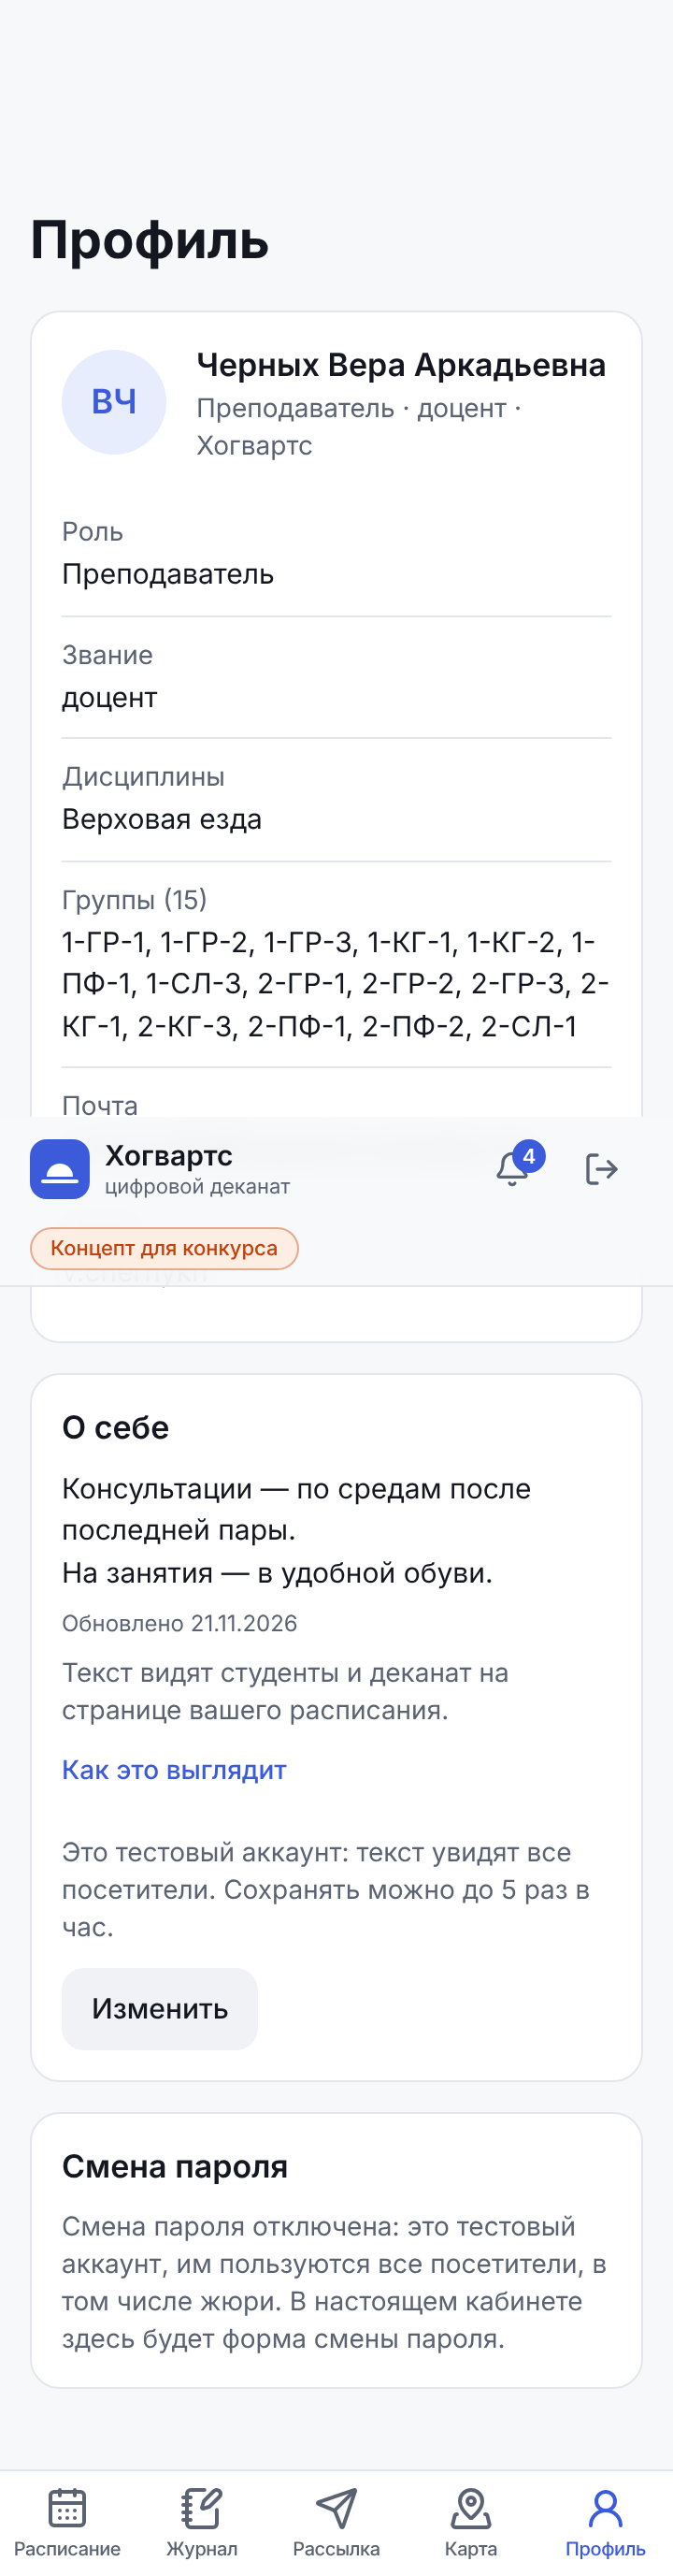 Профиль
ВЧ
Черных Вера Аркадьевна
Преподаватель · доцент ·
Хогвартс
Роль
Преподаватель
Звание
доцент
Дисциплины
Верховая езда
Группы (15)
1-ГР-1, 1-ГР-2, 1-ГР-3, 1-КГ-1, 1-КГ-2, 1-
ПФ-1, 1-СЛ-3, 2-ГР-1, 2-ГР-2, 2-ГР-3, 2-
КГ-1, 2-КГ-3, 2-ПФ-1, 2-ПФ-2, 2-СЛ-1
Почта
Хогвартс
цифровой деканат
4
Концепт для конкурса
О себе
Консультации — по средам после
последней пары.
На занятия — в удобной обуви.
Обновлено 21.11.2026
Текст видят студенты и деканат на
странице вашего расписания.
Как это выглядит
Это тестовый аккаунт: текст увидят все
посетители. Сохранять можно до 5 раз в
час.
Изменить
Смена пароля
Смена пароля отключена: это тестовый
аккаунт, им пользуются все посетители, в
том числе жюри. В настоящем кабинете
здесь будет форма смены пароля.
Расписание
Журнал
Рассылка
Карта
Профиль